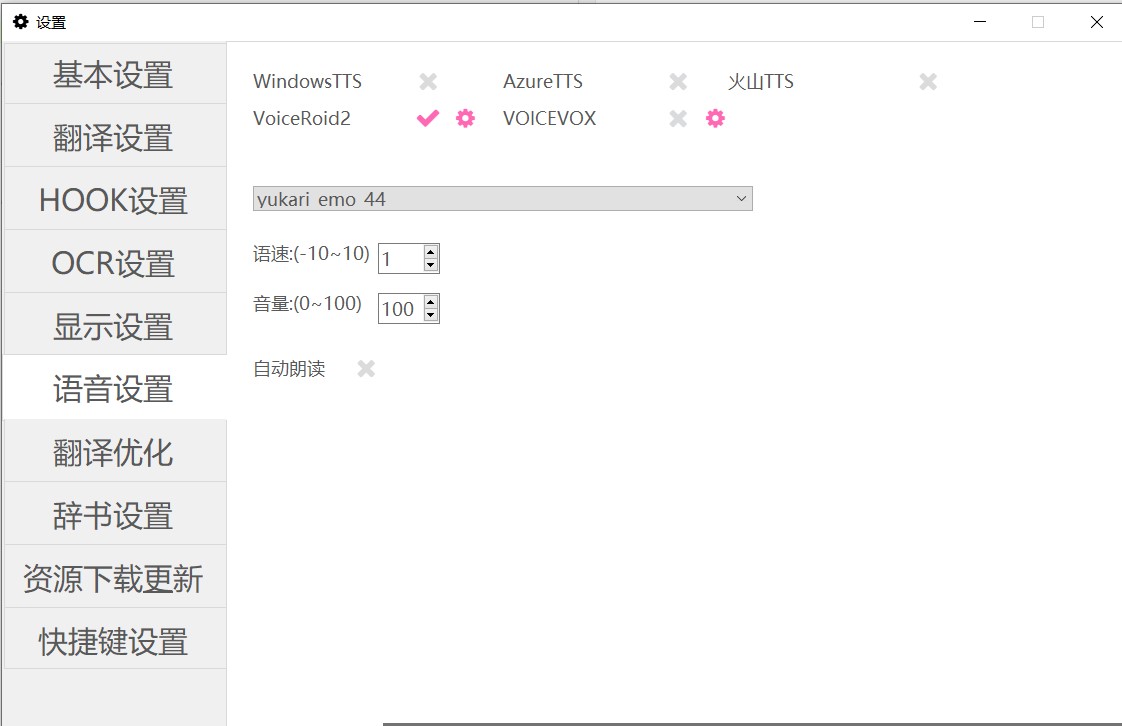 设置
基本设置
翻译设置
HOOK设置
OCR设置
显示设置
语音设置
翻译优化
辞书设置
资源下载更新
快捷键设置
WindowsTTS AzureTTS 火山TTS
VoiceRoid2 VOICEVOX
yukari emo 44
语速:(-10~10) 1
音量:(0~100) 100
自动朗读